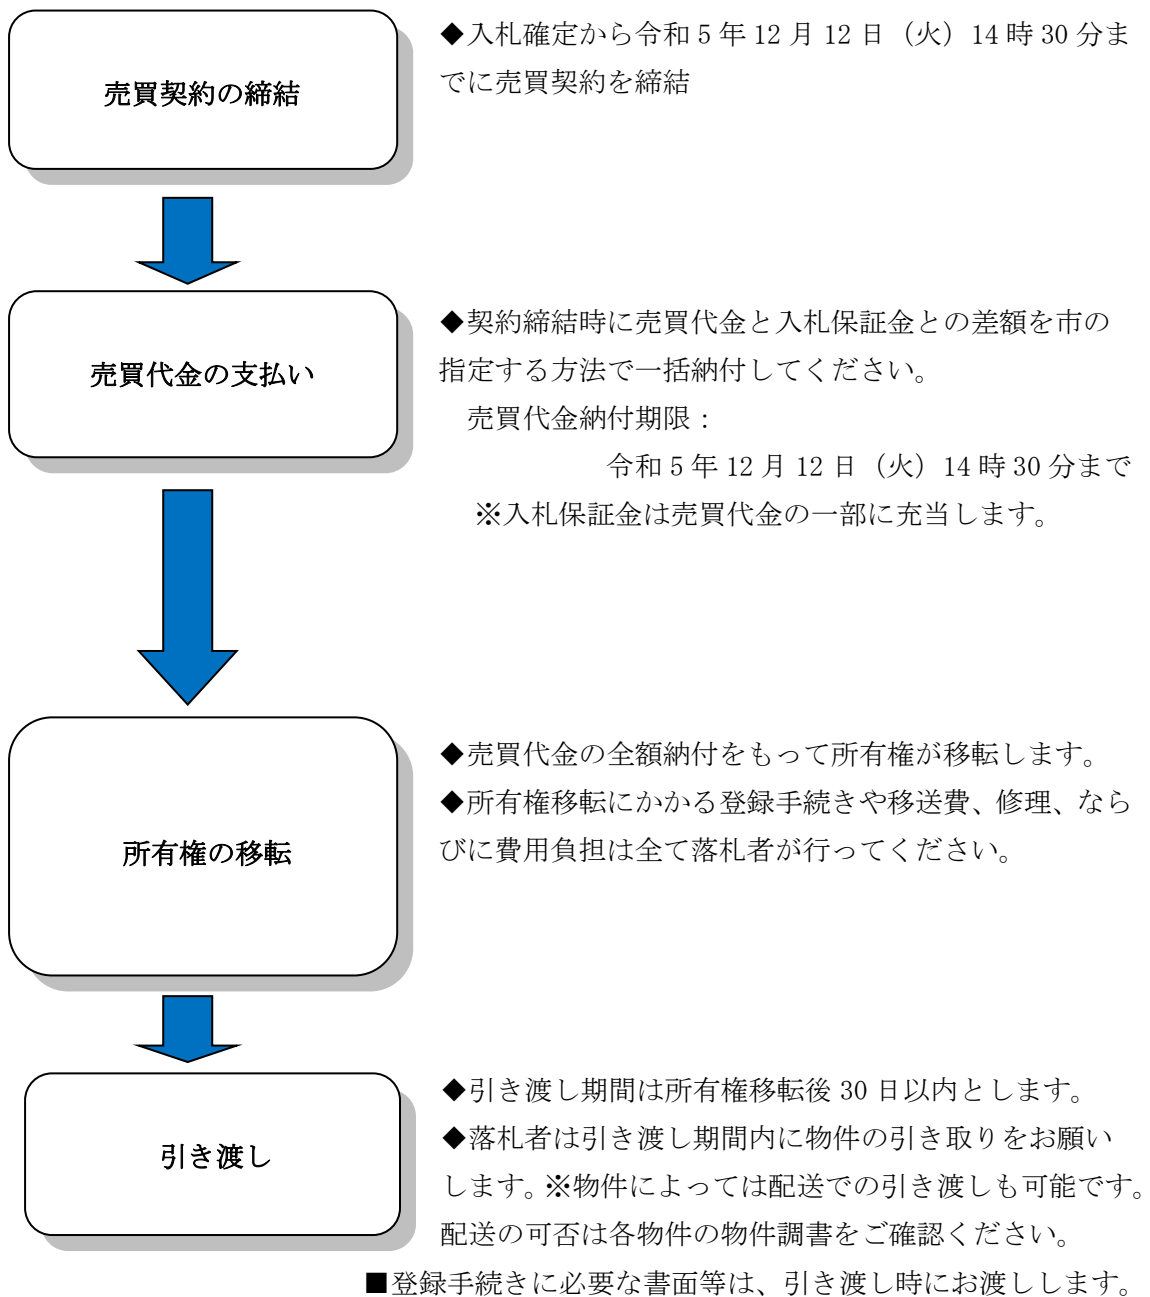 売買契約の締結
◆入札確定から令和5年12月12日（火）14時30分ま
でに売買契約を締結
売買代金の支払い
◆契約締結時に売買代金と入札保証金との差額を市の
指定する方法で一括納付してください。
売買代金納付期限：
令和5年12月12日（火）14時30分まで
※入札保証金は売買代金の一部に充当します。
所有権の移転
◆売買代金の全額納付をもって所有権が移転します。
◆所有権移転にかかる登録手続きや移送費、修理、なら
びに費用負担は全て落札者が行ってください。
引き渡し
◆引き渡し期間は所有権移転後30日以内とします。
◆落札者は引き渡し期間内に物件の引き取りをお願い
します。※物件によっては配送での引き渡しも可能です。
配送の可否は各物件の物件調書をご確認ください。
■登録手続きに必要な書面等は、引き渡し時にお渡しします。